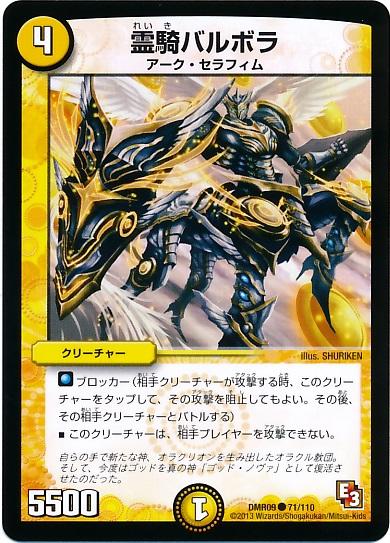 4
れいき
霊騎バルボラ
アーク・セラフィム
クリーチャー
illus. SHURIKEN
ブロッカー(相手クリーチャーが攻撃する時、このクリー
チャーをタップして、その攻撃を阻止してもよい。その後、
その相手クリーチャーとバトルする)
■ このクリーチャーは、相手プレイヤーを攻撃できない。
自らの手で新たな神、オラクリオンを生み出したオラクル教団。
そして、今度はゴッドを真の神「ゴッド・ノヴァ」として復活
させたのだった。
5500
1
DMR09 ● 71/110
E3
©2013 Wizards/Shogakukan/Mitsui-Kids